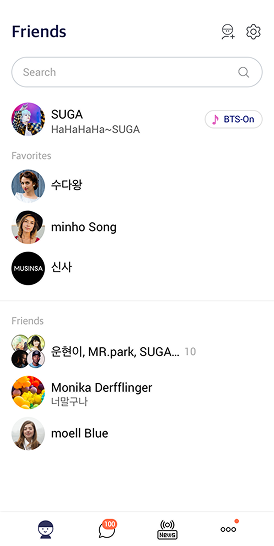 Friends
Search
SUGA
HaHaHaHa~SUGA
BTS-On
Favorites
수다왕
minho Song
MUSINSA
신사
Friends
운현이, MR.park, SUGA... 10
Monika Derfflinger
너말구나
moell Blue
100
News